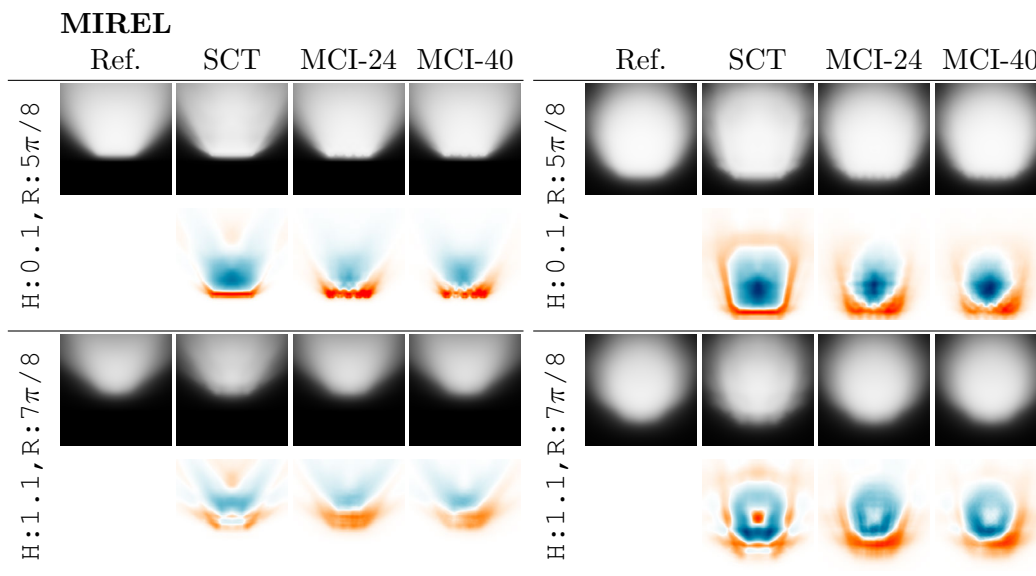 MIREL
Ref. SCT MCI-24 MCI-40 Ref. SCT MCI-24 MCI-40
H:0.1,R:5π/8 H:0.1,R:5π/8
H:1.1,R:7π/8 H:1.1,R:7π/8